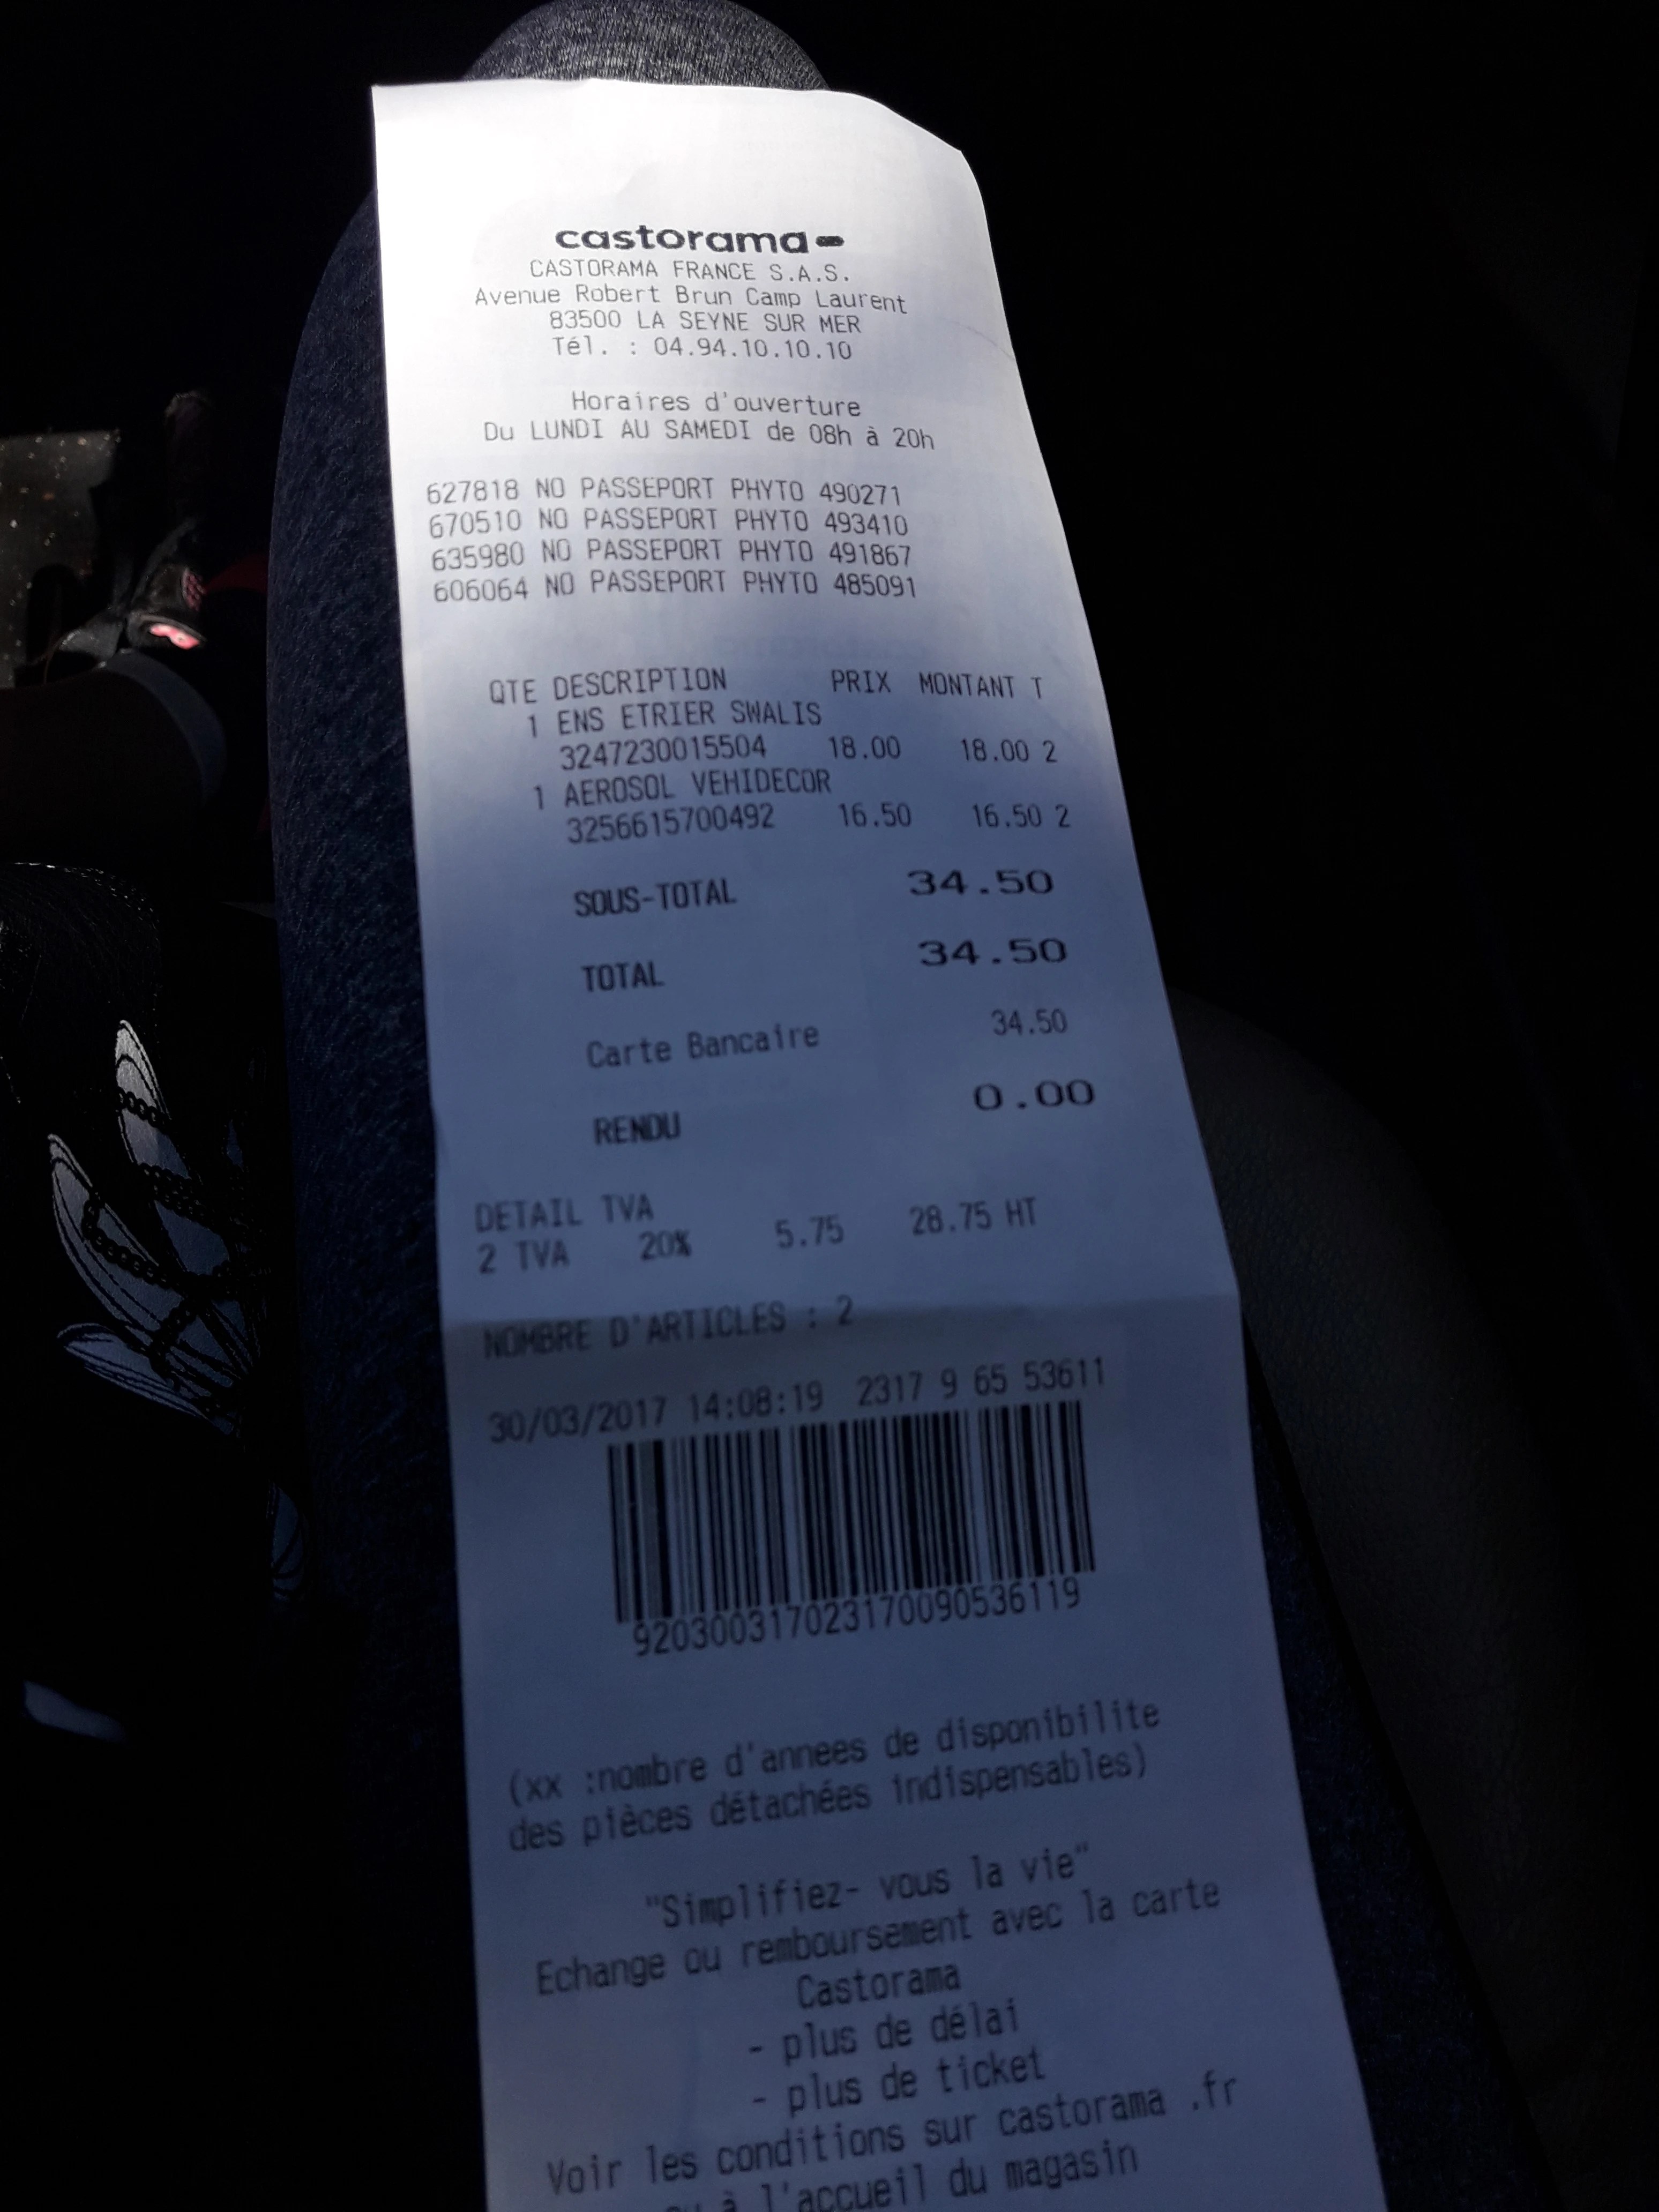 castorama
CASTORAMA FRANCE S.A.S.
Avenue Robert Brun Camp Laurent
83500 LA SEYNE SUR MER
Tél. : 04.94.10.10.10
Horaires d'ouverture
Du LUNDI AU SAMEDI de 08h à 20h
627818 NO PASSEPORT PHYTO 490271
670510 NO PASSEPORT PHYTO 493410
635980 NO PASSEPORT PHYTO 491867
606064 NO PASSEPORT PHYTO 485091
QTE DESCRIPTION PRIX MONTANT T
1 ENS ETRIER SWALIS
3247230015504 18.00 18.00 2
1 AEROSOL VEHIDECOR
3256615700492 16.50 16.50 2
SOUS-TOTAL 34.50
TOTAL 34.50
Carte Bancaire 34.50
RENDU 0.00
DETAIL TVA
2 TVA 20% 5.75 28.75 HT
NOMBRE D'ARTICLES : 2
30/03/2017 14:08:19 2317 9 65 53611
9203003170231700905361​19
(xx :nombre d'annees de disponibilite
des pièces détachées indispensables)
"Simplifiez- vous la vie"
Echange ou remboursement avec la carte
Castorama
- plus de délai
- plus de ticket
Voir les conditions sur castorama .fr
ou à l'accueil du magasin